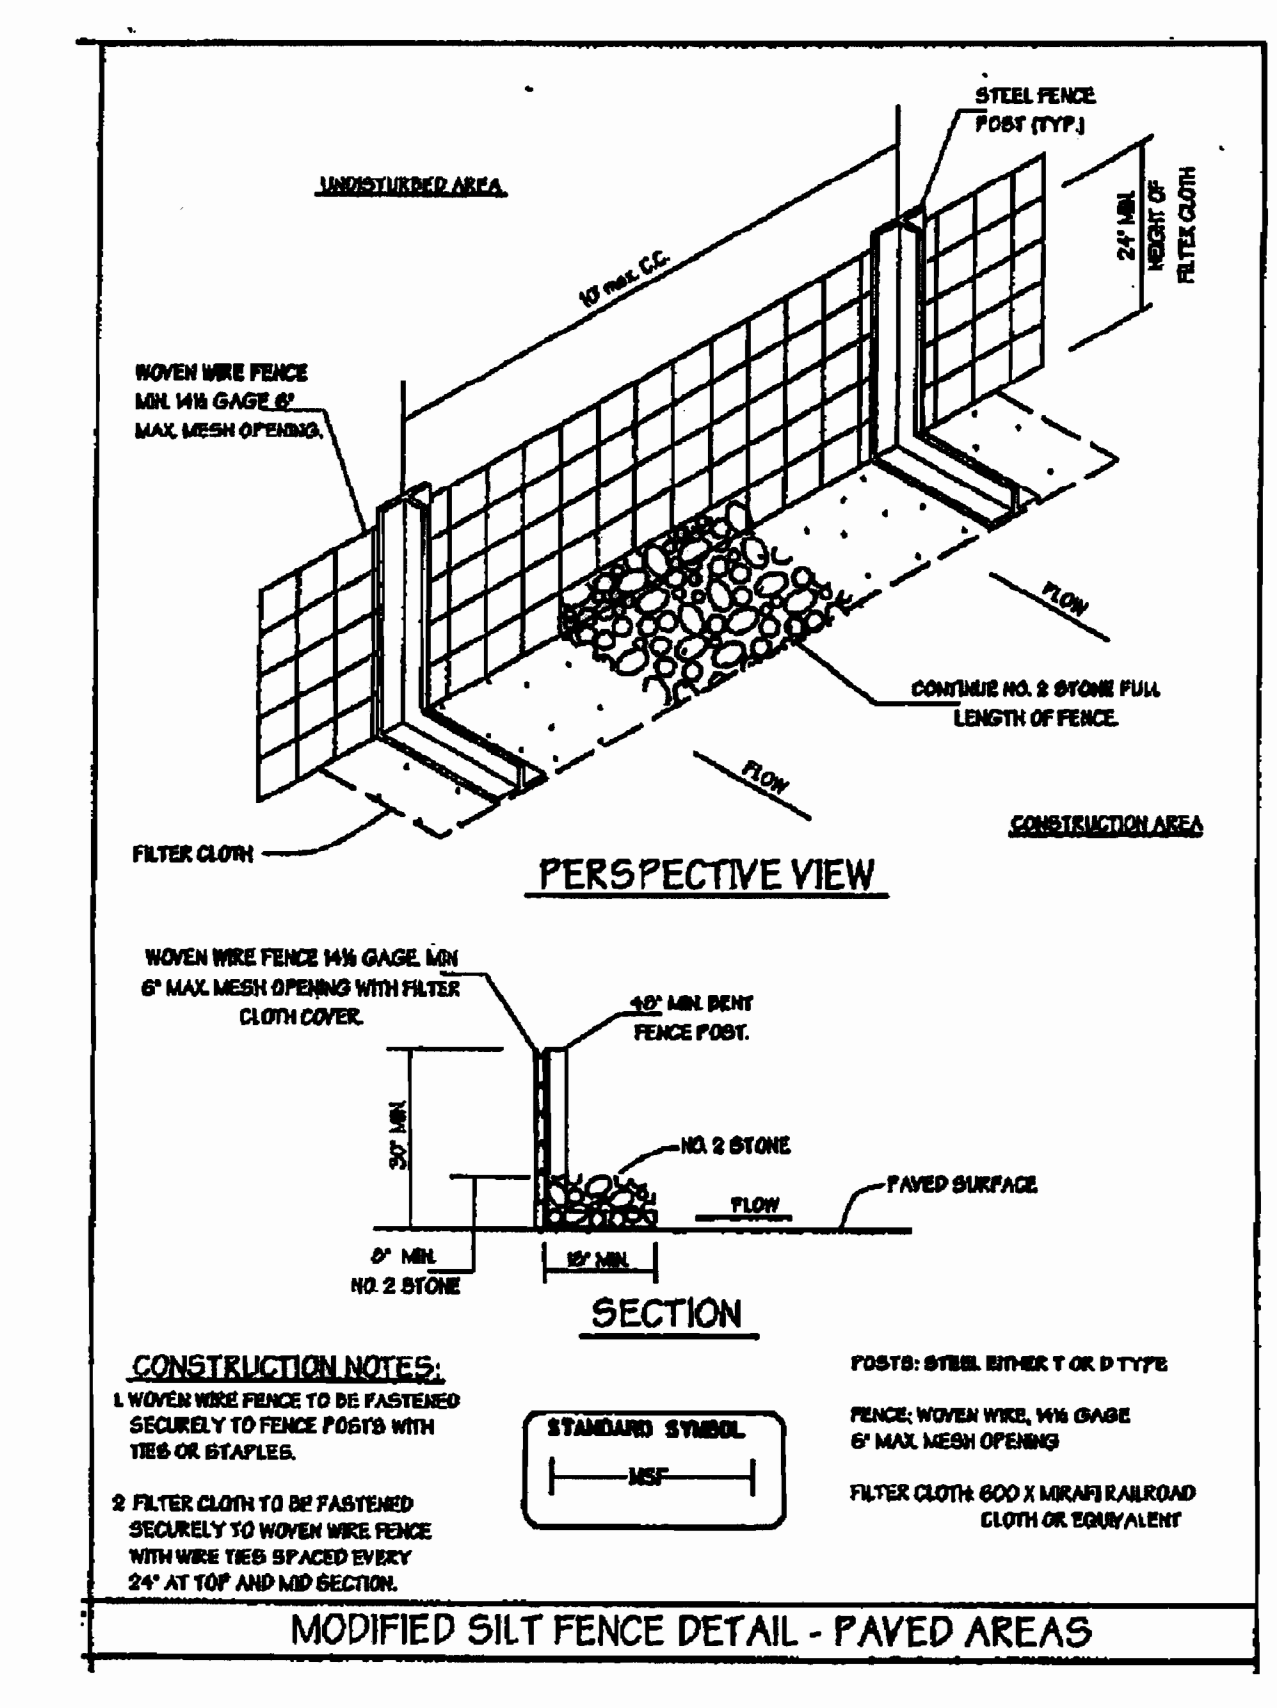 STEEL FENCE
POST (TYP.)
UNDISTURBED AREA
24" MIN.
HEIGHT OF
FILTER CLOTH
10' max. C.C.
WOVEN WIRE FENCE
MIN. 14½ GAGE 6"
MAX. MESH OPENING.
FLOW
CONTINUE NO. 2 STONE FULL
LENGTH OF FENCE.
FLOW
CONSTRUCTION AREA
FILTER CLOTH
PERSPECTIVE VIEW
WOVEN WIRE FENCE 14½ GAGE. MIN
6" MAX. MESH OPENING WITH FILTER
CLOTH COVER.
48" MIN. BENT
FENCE POST.
30" MIN.
NO. 2 STONE
PAVED SURFACE
FLOW
MIN.
NO. 2 STONE
MIN.
SECTION
CONSTRUCTION NOTES:
1. WOVEN WIRE FENCE TO BE FASTENED
SECURELY TO FENCE POSTS WITH
TIES OR STAPLES.
2 FILTER CLOTH TO BE FASTENED
SECURELY TO WOVEN WIRE FENCE
WITH WIRE TIES SPACED EVERY
24" AT TOP AND MID SECTION.
STANDARD SYMBOL
MSF
POSTS: STEEL EITHER T OR D TYPE
FENCE; WOVEN WIRE, 14½ GAGE
6" MAX. MESH OPENING
FILTER CLOTH: 600 X MIRAFI RAILROAD
CLOTH OR EQUIVALENT
MODIFIED SILT FENCE DETAIL - PAVED AREAS